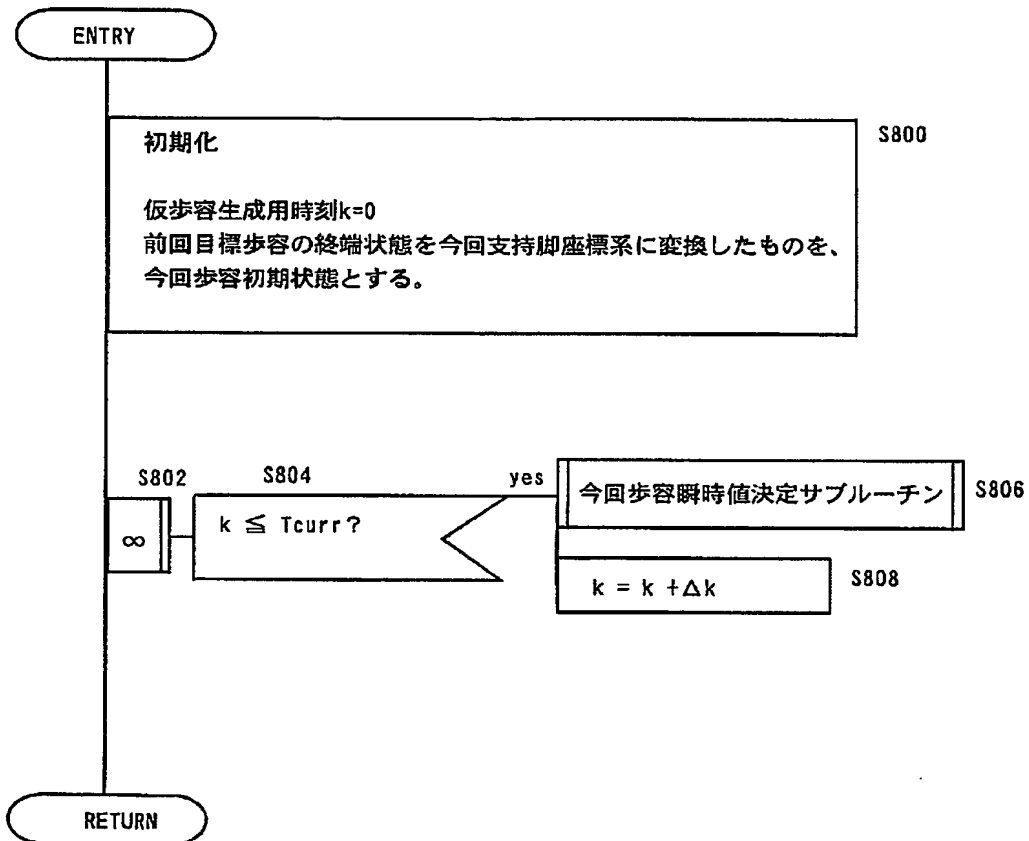 ENTRY
S800
初期化
仮歩容生成用時刻k=0
前回目標歩容の終端状態を今回支持脚座標系に変換したものを、
今回歩容初期状態とする。
S802
S804
yes
∞
k ≦ Tcurr?
今回歩容瞬時値決定サブルーチン
S806
k = k +Δk
S808
RETURN